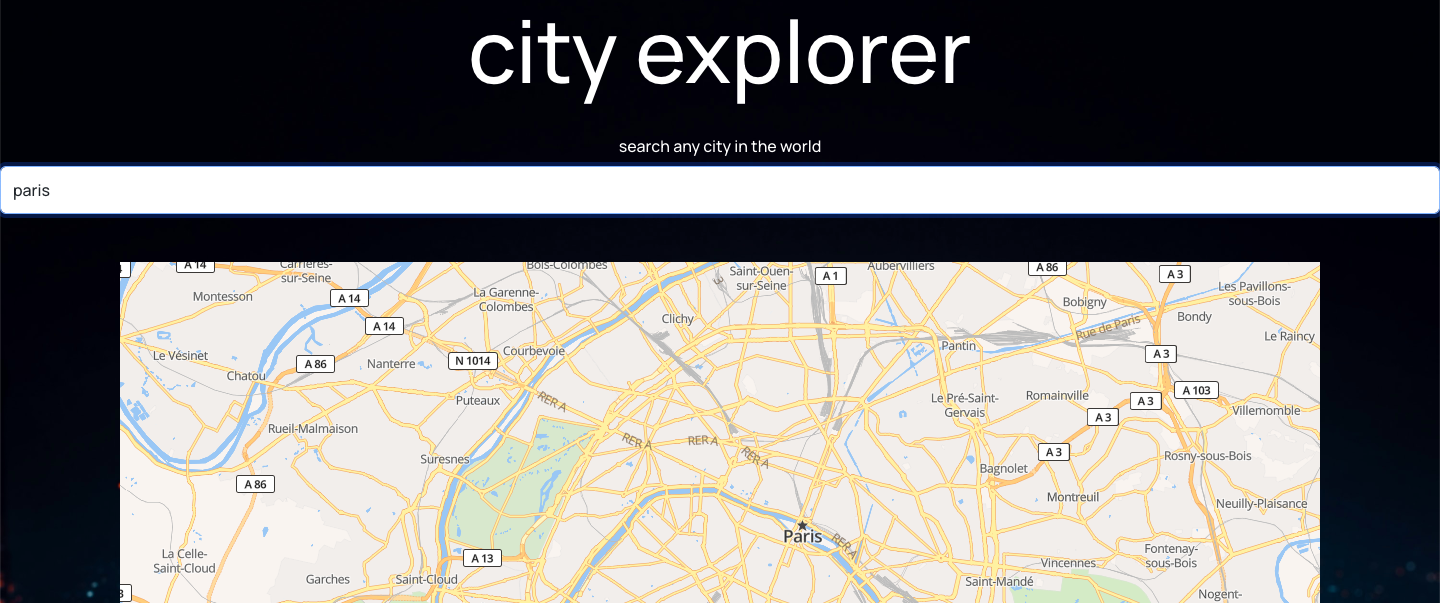 city explorer
search any city in the world
paris
A 14
Carrières-
sur-Seine
Bois-Colombes
Saint-Ouen-
sur-Seine
A 1
Aubervilliers
A 86
A 3
Montesson
A 14
La Garenne-
Colombes
Les Pavillons-
sous-Bois
Bobigny
Clichy
A 14
Rue de Paris
Bondy
Le Raincy
Le Vésinet
A 86
Nanterre
N 1014
Courbevoie
Pantin
A 3
Chatou
A 103
Puteaux
RER A
Le Pré-Saint-
Gervais
Romainville
A 3
Villemomble
A 3
Rueil-Malmaison
RER A
RER A
RER A
Suresnes
A 3
Rosny-sous-Bois
Bagnolet
A 86
Montreuil
Neuilly-Plaisance
Paris
RER A
La Celle-
Saint-Cloud
A 13
Fontenay-
sous-Bois
Vincennes
Garches
Saint-Cloud
Saint-Mandé
Nogent-